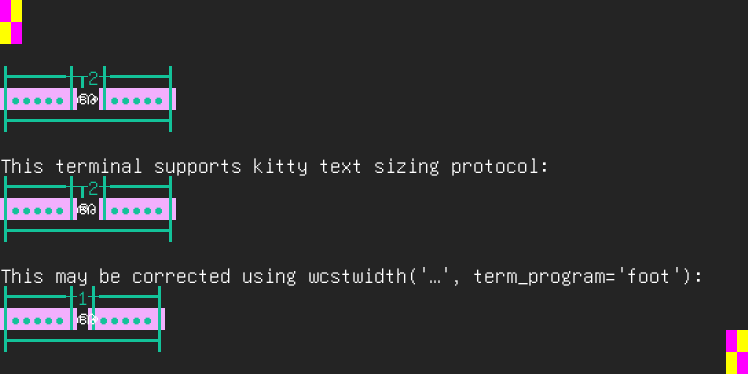 2
This terminal supports kitty text sizing protocol:
2
This may be corrected using wcstwidth('…', term_program='foot'):
1